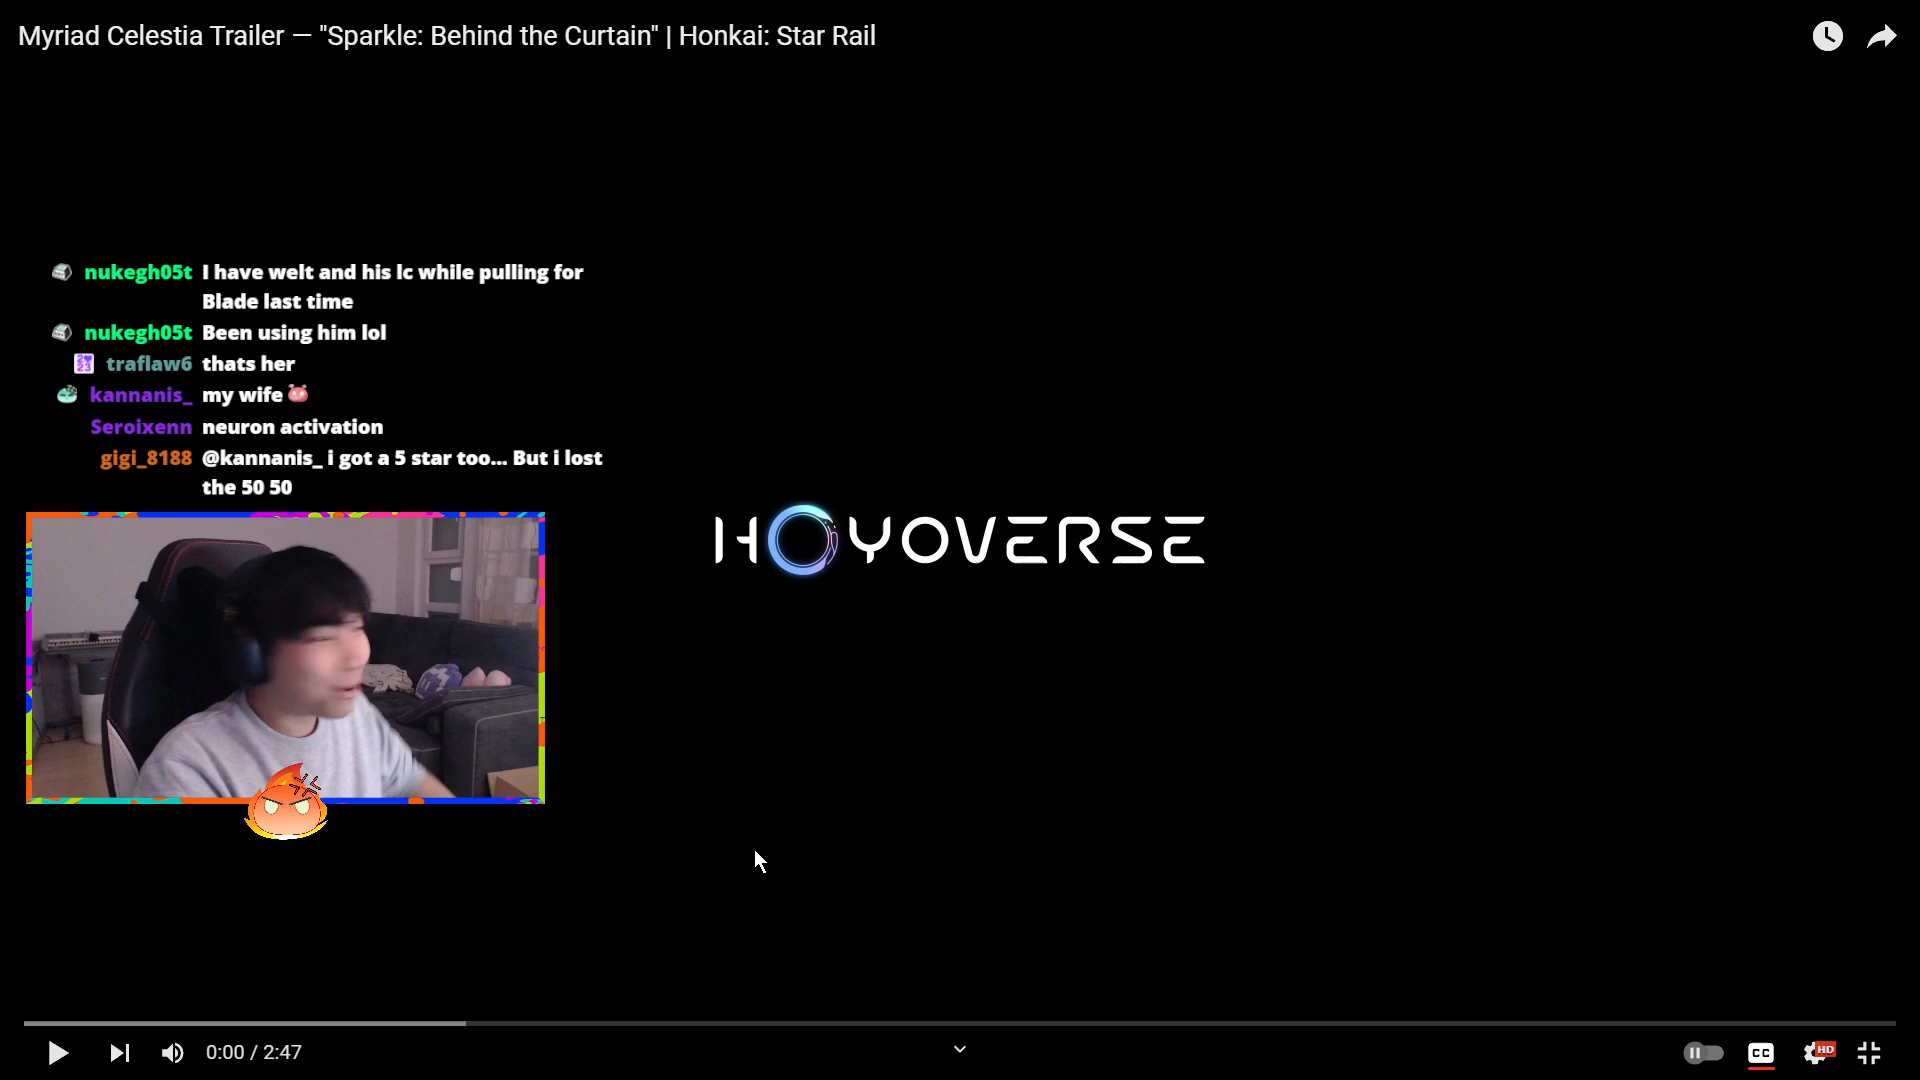 Myriad Celestia Trailer — "Sparkle: Behind the Curtain" | Honkai: Star Rail
nukegh05t I have welt and his lc while pulling for
Blade last time
nukegh05t Been using him lol
traflaw6 thats her
kannanis_ my wife
Seroixenn neuron activation
gigi_8188 @kannanis_ i got a 5 star too... But i lost
the 50 50
HOYOVERSE
0:00 / 2:47
CC
HD